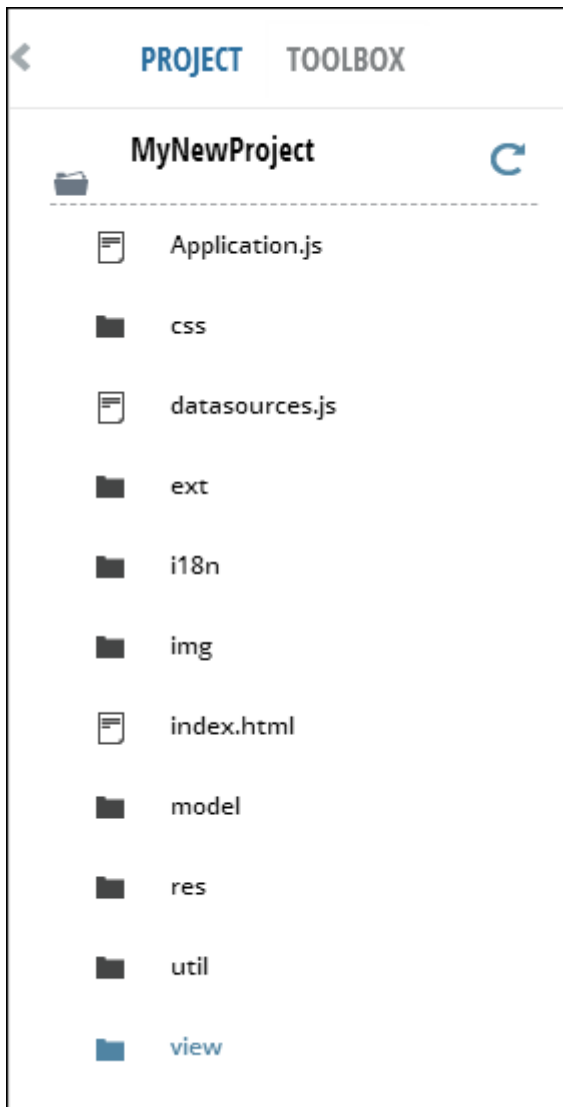 PROJECT TOOLBOX
MyNewProject
Application.js
css
datasources.js
ext
i18n
img
index.html
model
res
util
view